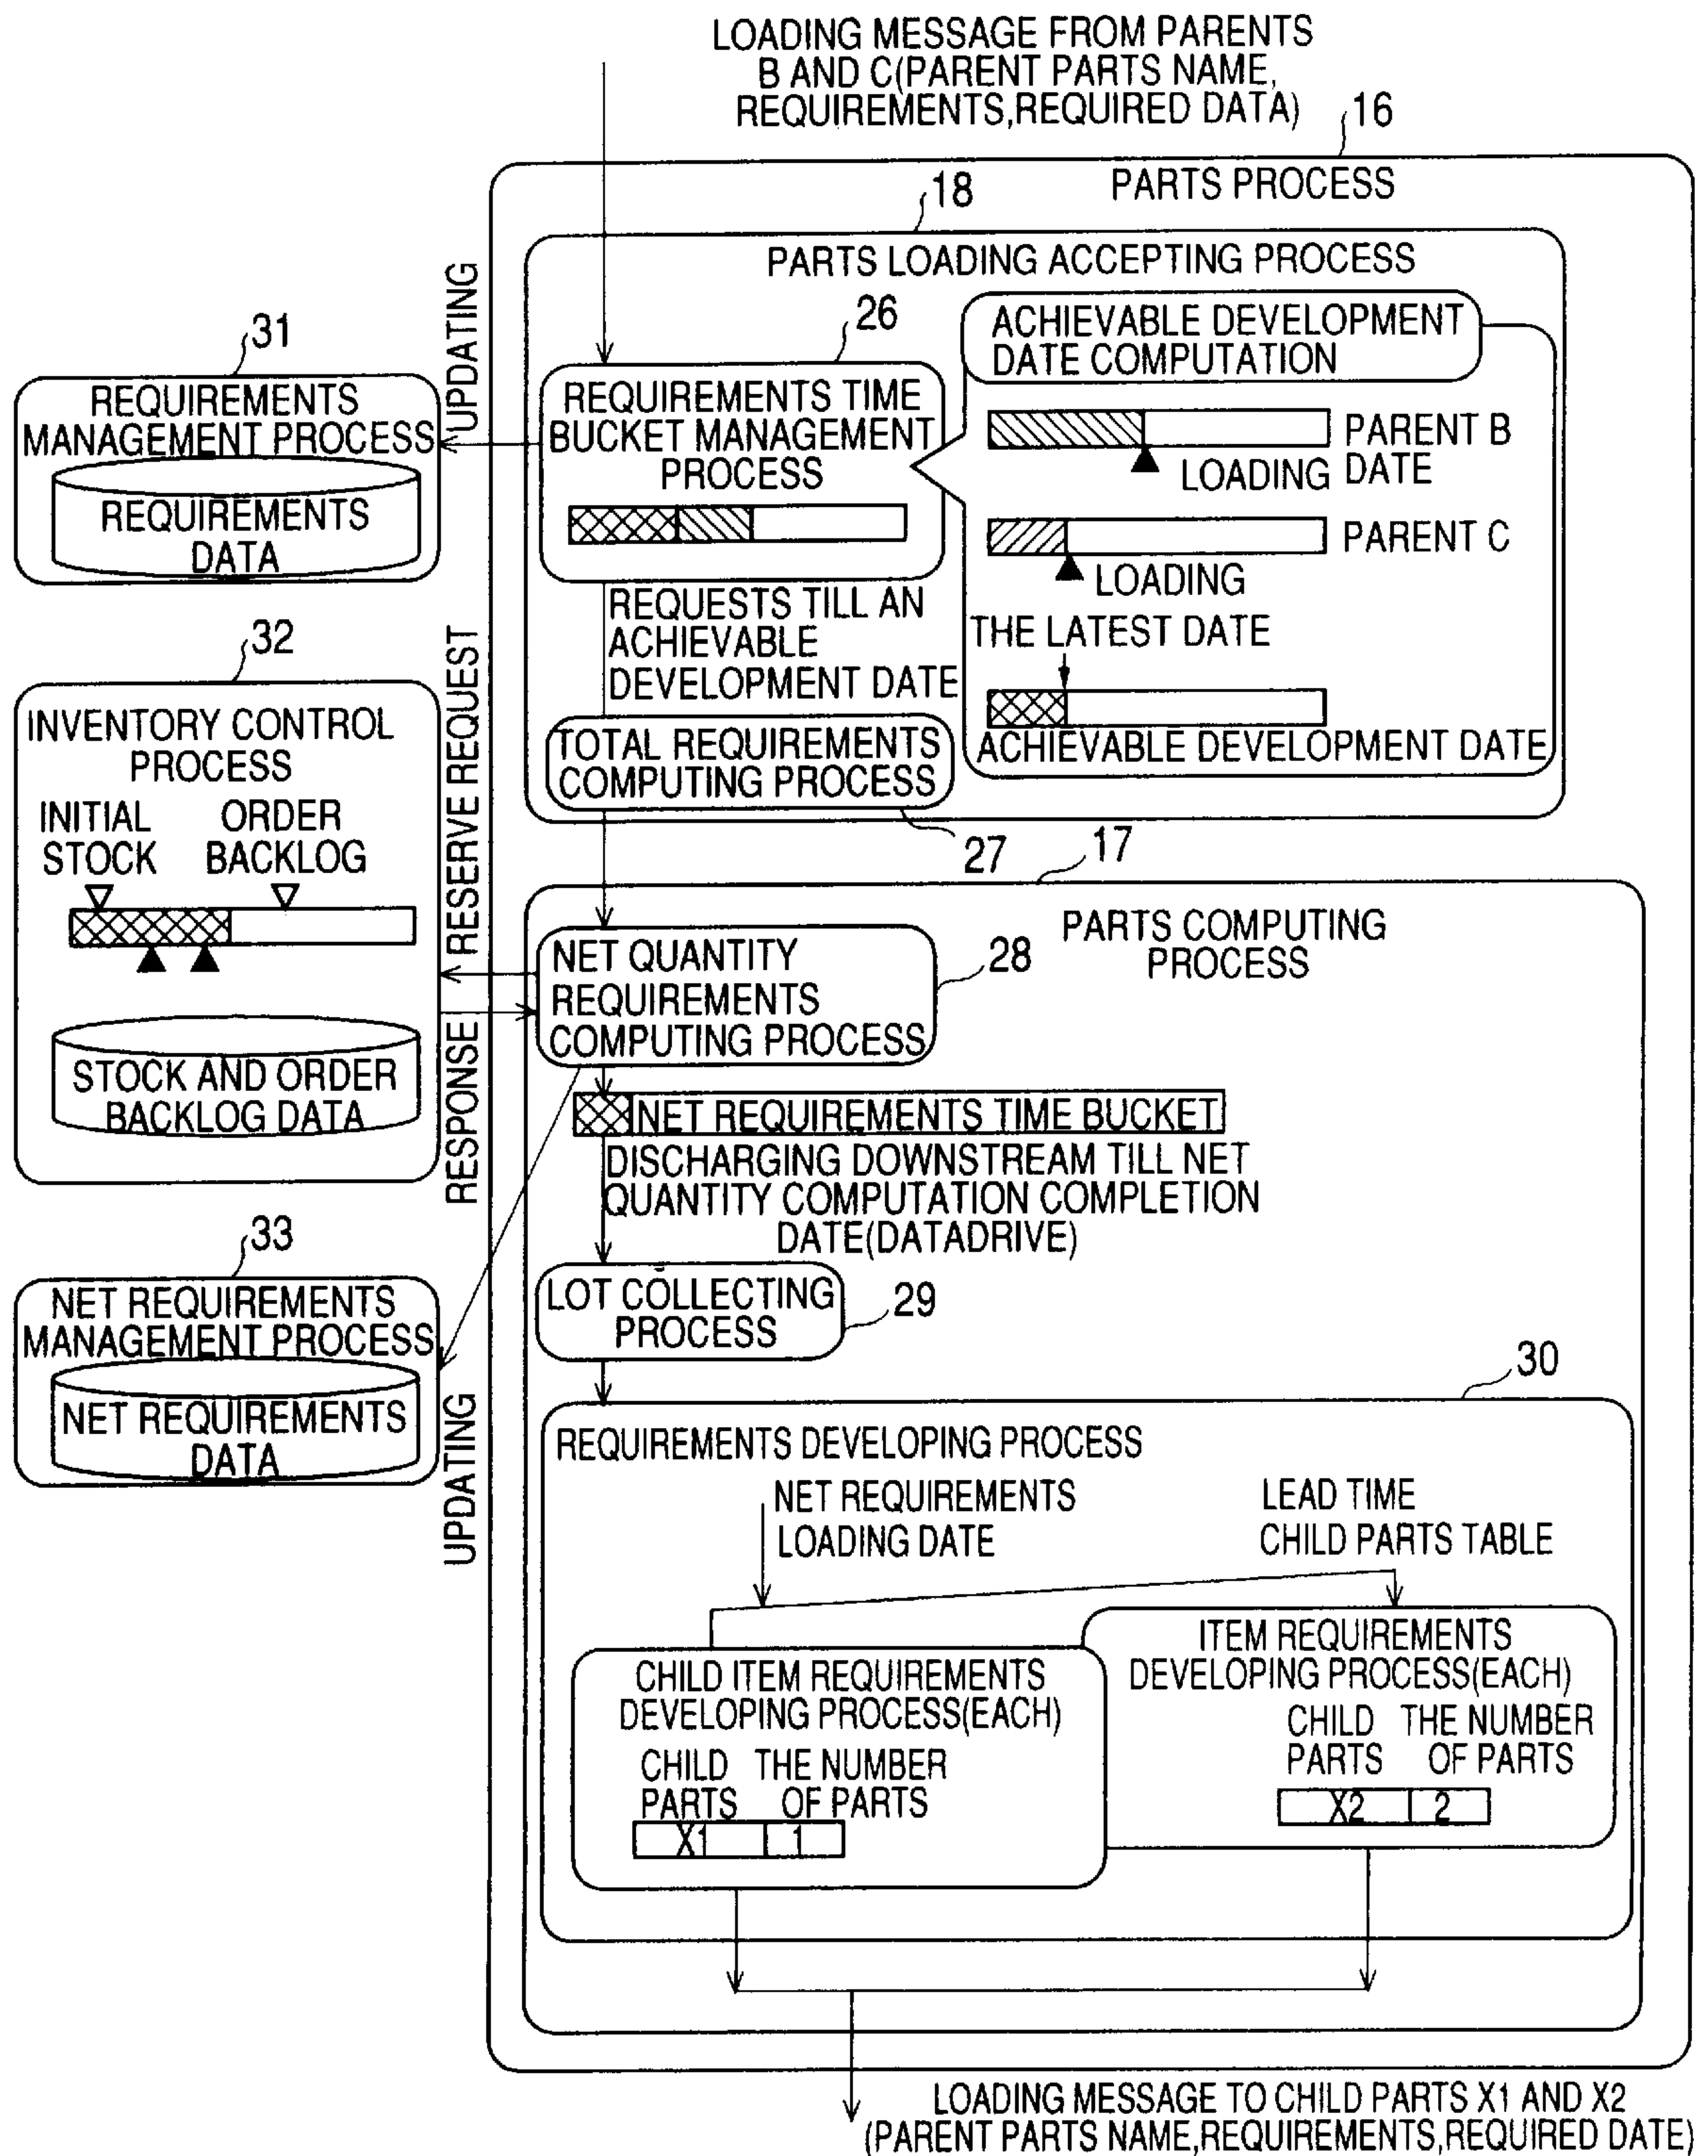 LOADING MESSAGE FROM PARENTS
B AND C(PARENT PARTS NAME,
REQUIREMENTS,REQUIRED DATA)
16
PARTS PROCESS
18
PARTS LOADING ACCEPTING PROCESS
UPDATING
31
REQUIREMENTS
MANAGEMENT PROCESS
REQUIREMENTS
DATA
26
REQUIREMENTS TIME
BUCKET MANAGEMENT
PROCESS
ACHIEVABLE DEVELOPMENT
DATE COMPUTATION
PARENT B
LOADING DATE
PARENT C
LOADING
THE LATEST DATE
ACHIEVABLE DEVELOPMENT DATE
REQUESTS TILL AN
ACHIEVABLE
DEVELOPMENT DATE
TOTAL REQUIREMENTS
COMPUTING PROCESS
27
32
INVENTORY CONTROL
PROCESS
INITIAL
STOCK
ORDER
BACKLOG
STOCK AND ORDER
BACKLOG DATA
RESERVE REQUEST
RESPONSE
17
PARTS COMPUTING
PROCESS
NET QUANTITY
REQUIREMENTS
COMPUTING PROCESS
28
NET REQUIREMENTS TIME BUCKET
DISCHARGING DOWNSTREAM TILL NET
QUANTITY COMPUTATION COMPLETION
DATE(DATADRIVE)
33
NET REQUIREMENTS
MANAGEMENT PROCESS
NET REQUIREMENTS
DATA
UPDATING
LOT COLLECTING
PROCESS
29
30
REQUIREMENTS DEVELOPING PROCESS
NET REQUIREMENTS
LOADING DATE
LEAD TIME
CHILD PARTS TABLE
CHILD ITEM REQUIREMENTS
DEVELOPING PROCESS(EACH)
CHILD THE NUMBER
PARTS OF PARTS
X1 1
ITEM REQUIREMENTS
DEVELOPING PROCESS(EACH)
CHILD THE NUMBER
PARTS OF PARTS
X2 2
LOADING MESSAGE TO CHILD PARTS X1 AND X2
(PARENT PARTS NAME,REQUIREMENTS,REQUIRED DATE)